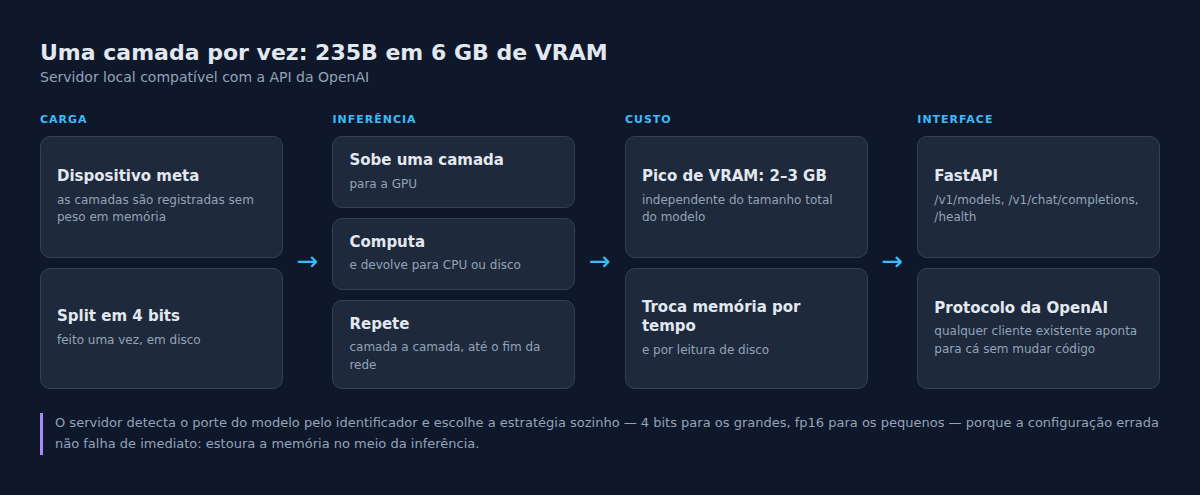 Uma camada por vez: 235B em 6 GB de VRAM
Servidor local compatível com a API da OpenAI
CARGA
Dispositivo meta
as camadas são registradas sem
peso em memória
Split em 4 bits
feito uma vez, em disco
→
INFERÊNCIA
Sobe uma camada
para a GPU
Computa
e devolve para CPU ou disco
Repete
camada a camada, até o fim da
rede
→
CUSTO
Pico de VRAM: 2–3 GB
independente do tamanho total
do modelo
Troca memória por
tempo
e por leitura de disco
→
INTERFACE
FastAPI
/v1/models, /v1/chat/completions,
/health
Protocolo da OpenAI
qualquer cliente existente aponta
para cá sem mudar código
O servidor detecta o porte do modelo pelo identificador e escolhe a estratégia sozinho — 4 bits para os grandes, fp16 para os pequenos — porque a configuração errada
não falha de imediato: estoura a memória no meio da inferência.